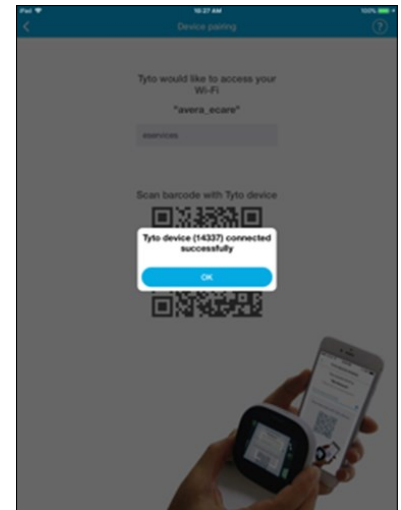 iPad
10:27 AM
100%
Device pairing
?
Tyto would like to access your
Wi-Fi
"avera_ecare"
eservices
Scan barcode with Tyto device
Tyto device (14337) connected
successfully
OK